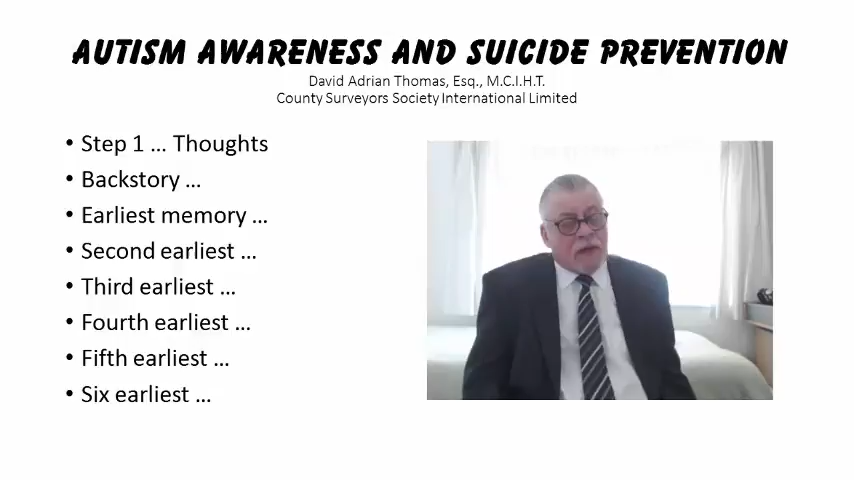 AUTISM AWARENESS AND SUICIDE PREVENTION
David Adrian Thomas, Esq., M.C.I.H.T.
County Surveyors Society International Limited
• Step 1 … Thoughts
• Backstory …
• Earliest memory …
• Second earliest …
• Third earliest …
• Fourth earliest …
• Fifth earliest …
• Six earliest …